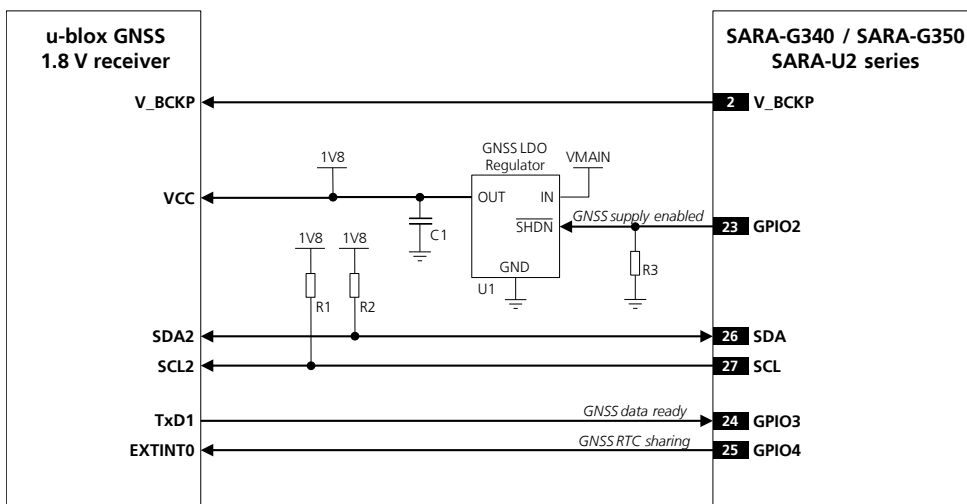 u-blox GNSS
1.8 V receiver
SARA-G340 / SARA-G350
SARA-U2 series
V_BCKP
2 V_BCKP
GNSS LDO
Regulator
VMAIN
1V8
VCC
OUT
IN
GNSS supply enabled
SHDN
23 GPIO2
C1
1V8
1V8
GND
R3
U1
R1
R2
SDA2
26 SDA
SCL2
27 SCL
TxD1
GNSS data ready
24 GPIO3
EXTINT0
GNSS RTC sharing
25 GPIO4